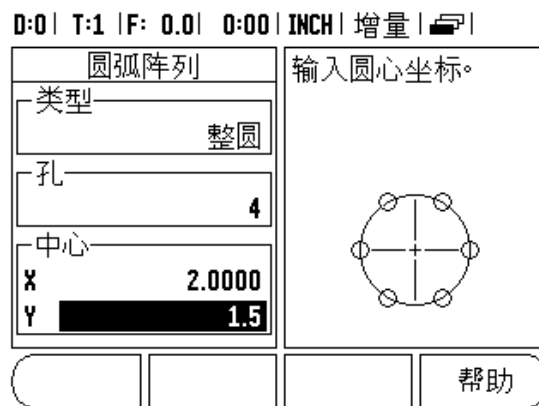 D:0 | T:1 | F: 0.0 | 0:00 | INCH | 增量 |
圆弧阵列
类型
整圆
孔
4
中心
X 2.0000
Y 1.5
输入圆心坐标。
帮助